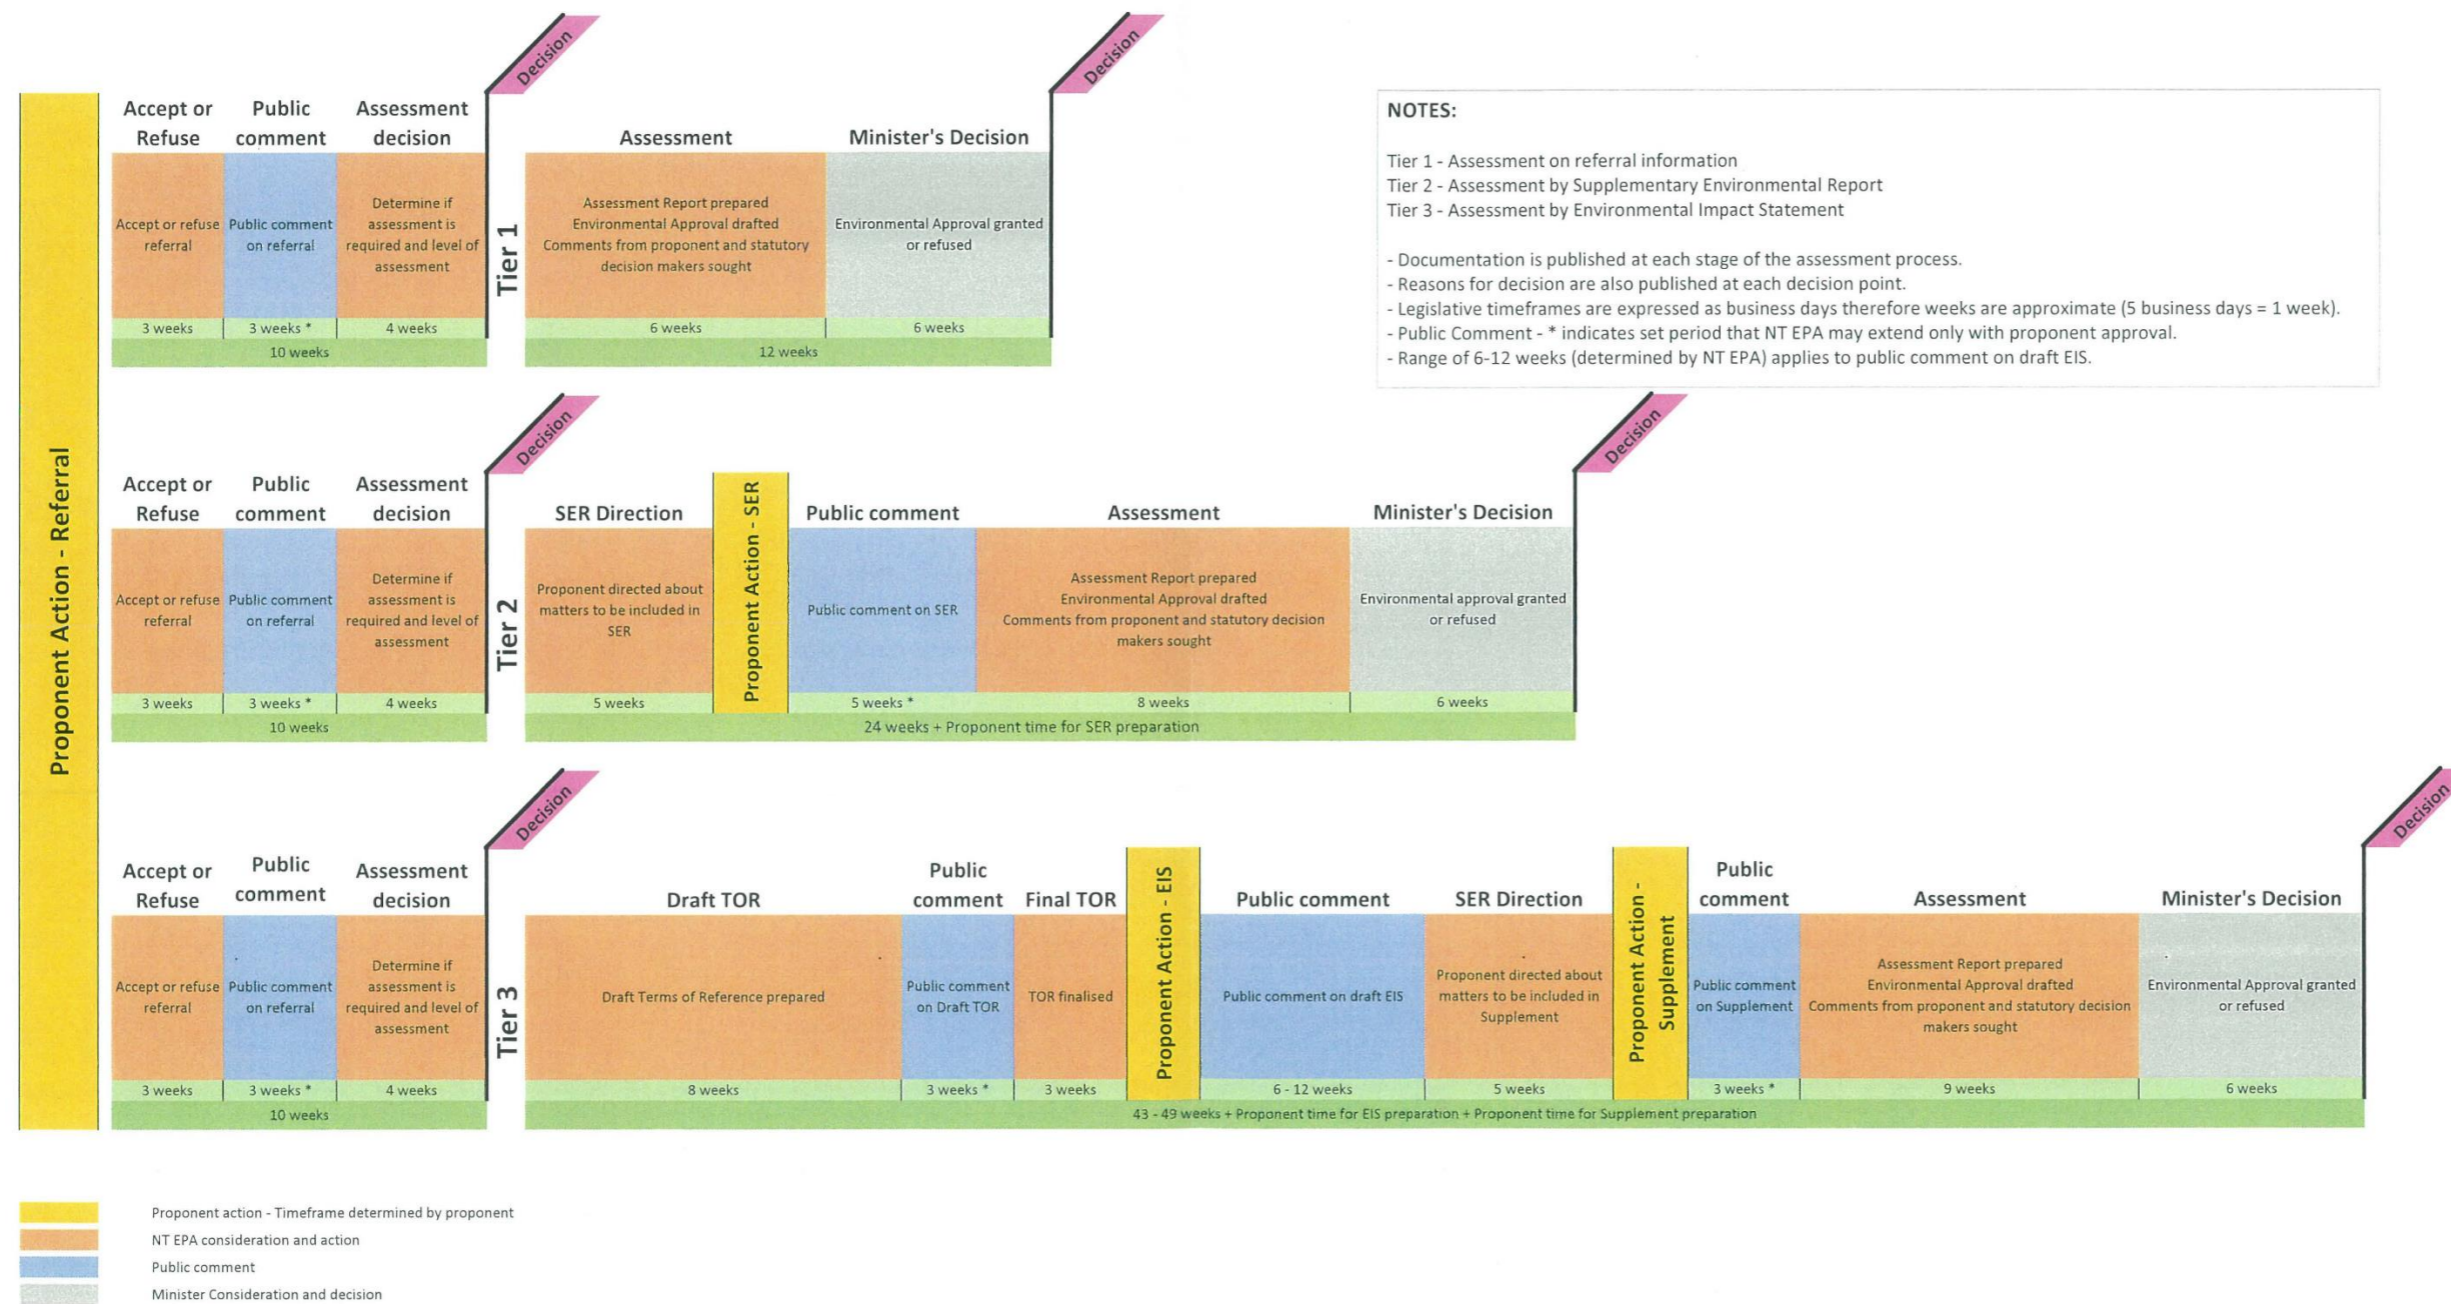 Proponent Action - Referral
Decision
Decision
Accept or
Refuse
Public
comment
Assessment
decision
Accept or refuse
referral
Public comment
on referral
Determine if
assessment is
required and level of
assessment
3 weeks
3 weeks *
4 weeks
10 weeks
Tier 1
Assessment
Minister's Decision
Assessment Report prepared
Environmental Approval drafted
Comments from proponent and statutory
decision makers sought
Environmental Approval granted
or refused
6 weeks
6 weeks
12 weeks
NOTES:
Tier 1 - Assessment on referral information
Tier 2 - Assessment by Supplementary Environmental Report
Tier 3 - Assessment by Environmental Impact Statement
- Documentation is published at each stage of the assessment process.
- Reasons for decision are also published at each decision point.
- Legislative timeframes are expressed as business days therefore weeks are approximate (5 business days = 1 week).
- Public Comment - * indicates set period that NT EPA may extend only with proponent approval.
- Range of 6-12 weeks (determined by NT EPA) applies to public comment on draft EIS.
Decision
Decision
Accept or
Refuse
Public
comment
Assessment
decision
Accept or refuse
referral
Public comment
on referral
Determine if
assessment is
required and level of
assessment
3 weeks
3 weeks *
4 weeks
10 weeks
Tier 2
SER Direction
Proponent directed about
matters to be included in
SER
5 weeks
Proponent Action - SER
Public comment
Public comment on SER
5 weeks *
Assessment
Assessment Report prepared
Environmental Approval drafted
Comments from proponent and statutory decision
makers sought
8 weeks
Minister's Decision
Environmental approval granted
or refused
6 weeks
24 weeks + Proponent time for SER preparation
Decision
Decision
Accept or
Refuse
Public
comment
Assessment
decision
Accept or refuse
referral
Public comment
on referral
Determine if
assessment is
required and level of
assessment
3 weeks
3 weeks *
4 weeks
10 weeks
Tier 3
Draft TOR
Draft Terms of Reference prepared
8 weeks
Public
comment
Public comment
on Draft TOR
3 weeks *
Final TOR
TOR finalised
3 weeks
Proponent Action - EIS
Public comment
Public comment on draft EIS
6 - 12 weeks
SER Direction
Proponent directed about
matters to be included in
Supplement
5 weeks
Proponent Action -
Supplement
Public
comment
Public comment
on Supplement
3 weeks *
Assessment
Assessment Report prepared
Environmental Approval drafted
Comments from proponent and statutory decision
makers sought
9 weeks
Minister's Decision
Environmental Approval granted
or refused
6 weeks
43 - 49 weeks + Proponent time for EIS preparation + Proponent time for Supplement preparation
Proponent action - Timeframe determined by proponent
NT EPA consideration and action
Public comment
Minister Consideration and decision